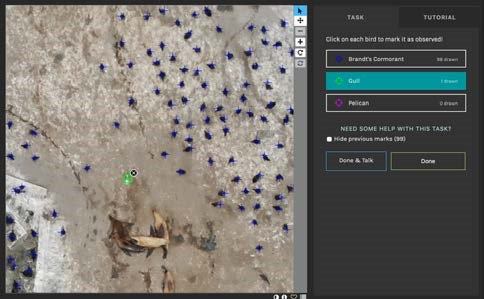 TASK
TUTORIAL
Click on each bird to mark it as observed!
Brandt's Cormorant
98 drawn
Gull
1 drawn
Pelican
0 drawn
NEED SOME HELP WITH THIS TASK?
Hide previous marks (99)
Done & Talk
Done